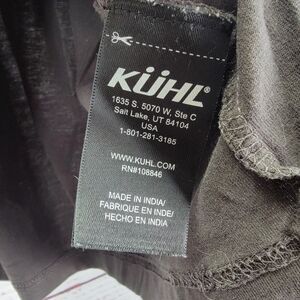 KÜHL®
1635 S. 5070 W, Ste C
Salt Lake, UT 84104
USA
1-801-281-3185
WWW.KUHL.COM
RN#108846
MADE IN INDIA/
FABRIQUE EN INDE/
HECHO EN INDIA